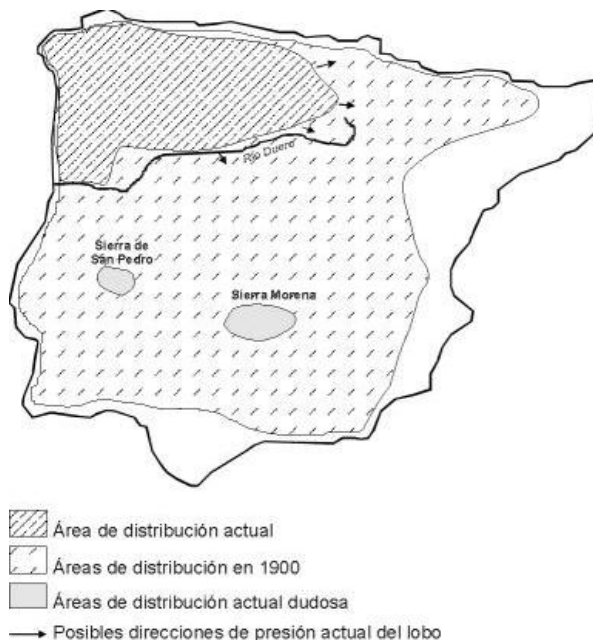 Río Duero
Sierra de
San Pedro
Sierra Morena
Área de distribución actual
Áreas de distribución en 1900
Áreas de distribución actual dudosa
Posibles direcciones de presión actual del lobo